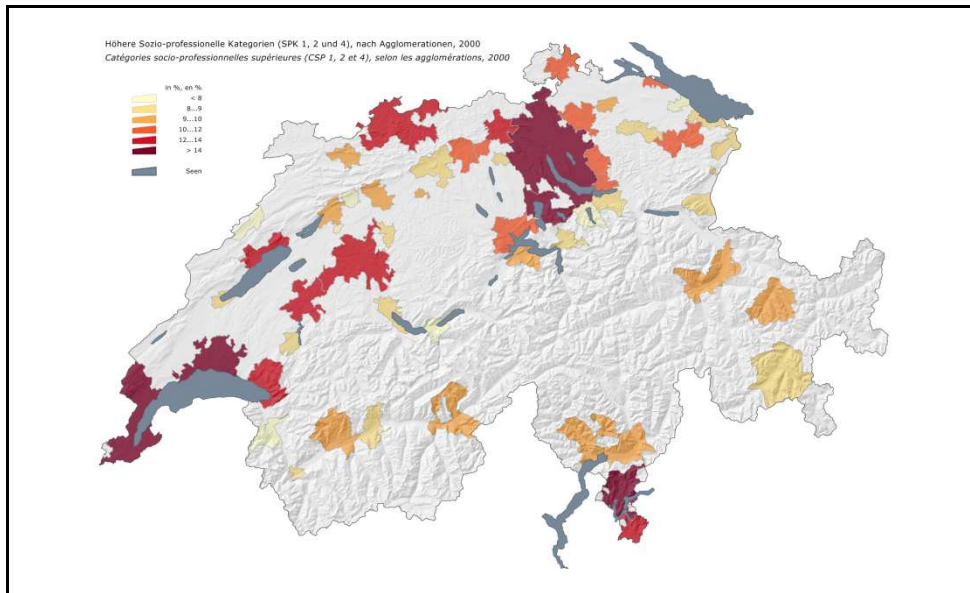 Höhere Sozio-professionelle Kategorien (SPK 1, 2 und 4), nach Agglomerationen, 2000
Catégories socio-professionnelles supérieures (CSP 1, 2 et 4), selon les agglomérations, 2000
in %, en %
< 8
8...9
9...10
10...12
12...14
> 14
Seen